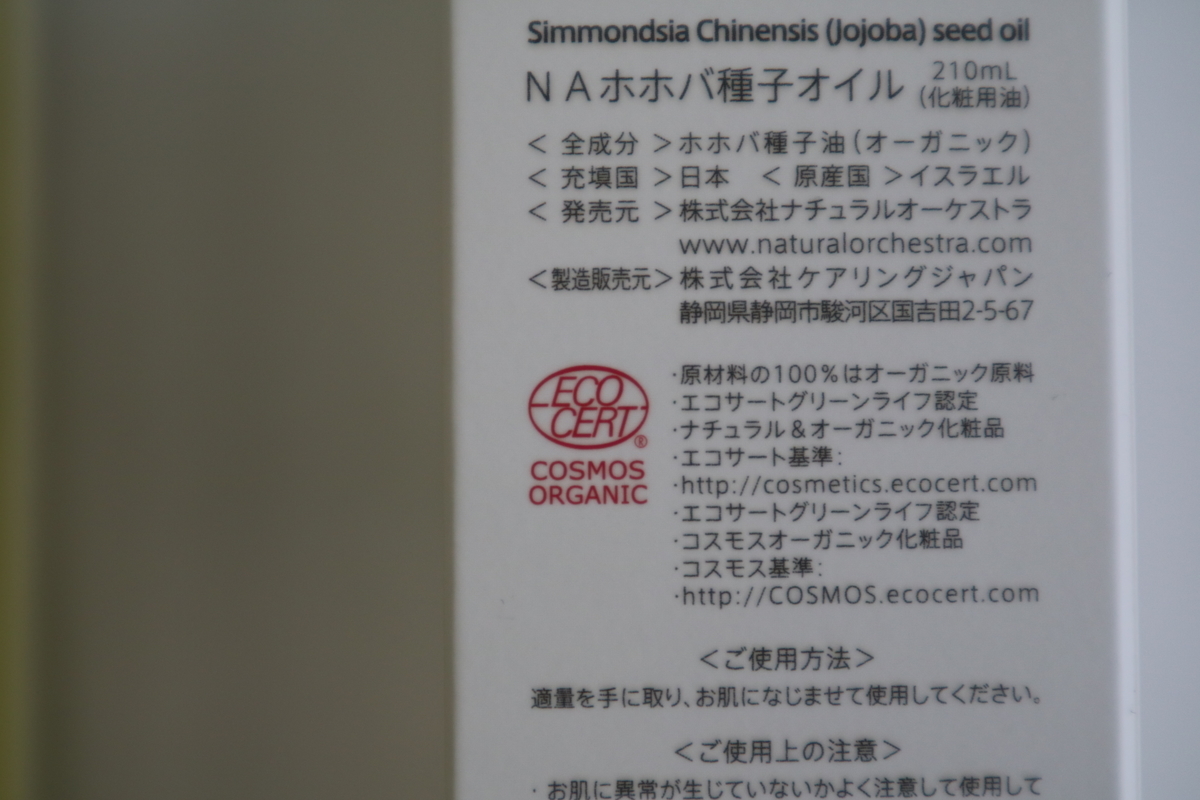 Simmondsia Chinensis (Jojoba) seed oil
NAホホバ種子オイル 210mL
(化粧用油)
＜ 全成分 ＞ホホバ種子油(オーガニック)
＜ 充填国 ＞日本 ＜ 原産国 ＞イスラエル
＜ 発売元 ＞株式会社ナチュラルオーケストラ
www.naturalorchestra.com
＜製造販売元＞株式会社ケアリングジャパン
静岡県静岡市駿河区国吉田2-5-67
ECO
CERT®
COSMOS
ORGANIC
·原材料の100%はオーガニック原料
·エコサートグリーンライフ認定
·ナチュラル&オーガニック化粧品
·エコサート基準:
·http://cosmetics.ecocert.com
·エコサートグリーンライフ認定
·コスモスオーガニック化粧品
·コスモス基準:
·http://COSMOS.ecocert.com
＜ご使用方法＞
適量を手に取り、お肌になじませて使用してください。
＜ご使用上の注意＞
·お肌に異常が生じていないかよく注意して使用して